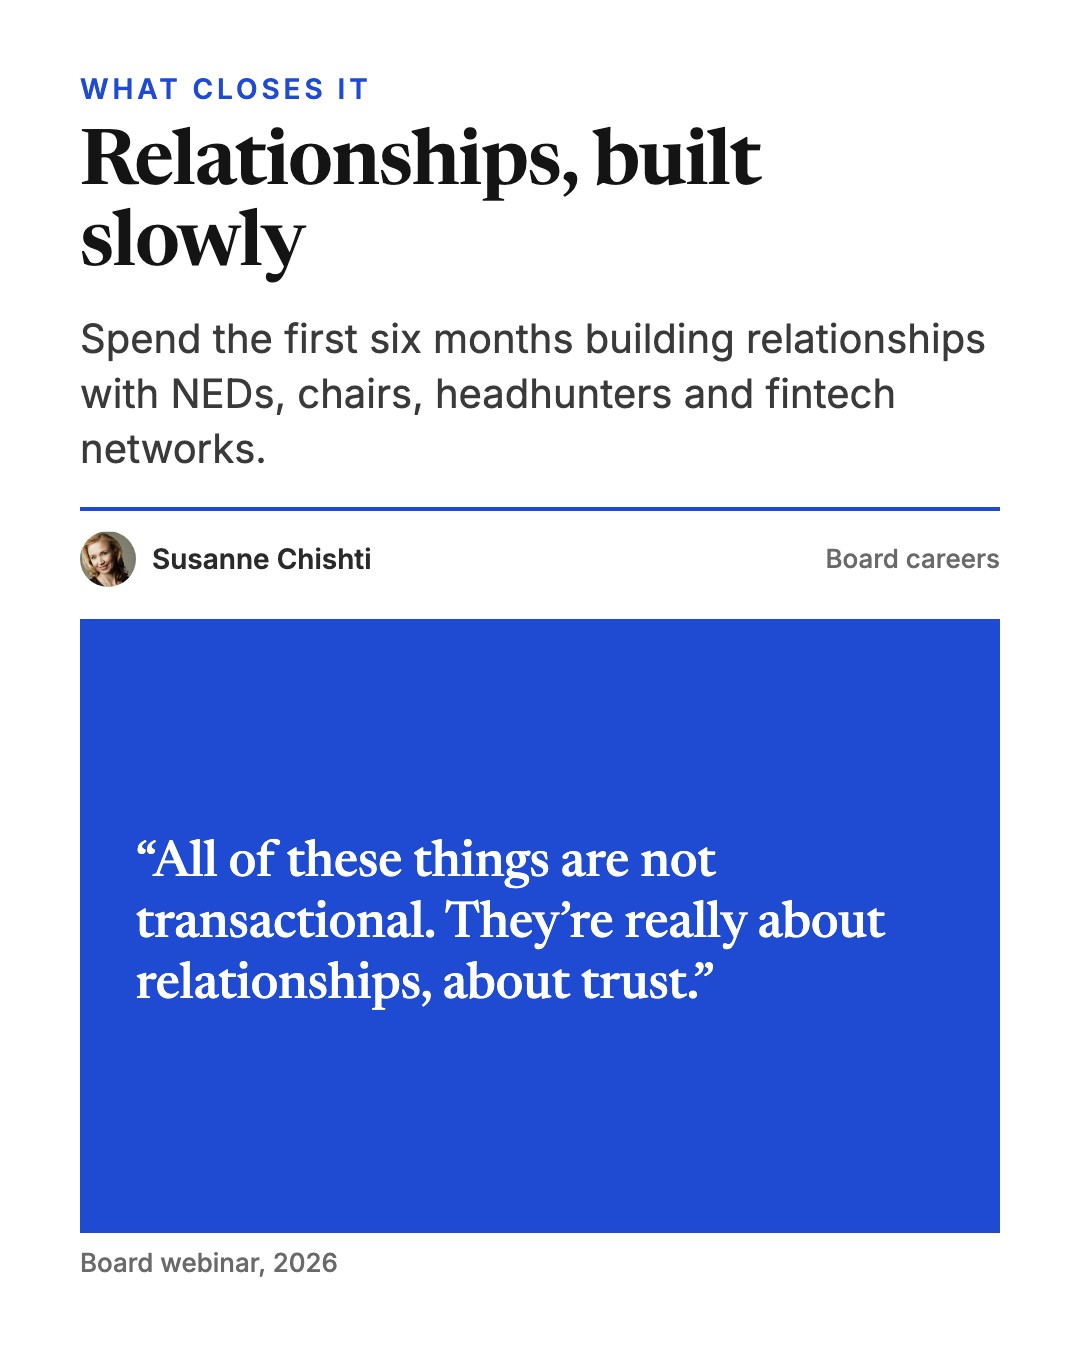 WHAT CLOSES IT
Relationships, built
slowly
Spend the first six months building relationships
with NEDs, chairs, headhunters and fintech
networks.
Susanne Chishti
Board careers
“All of these things are not
transactional. They’re really about
relationships, about trust.”
Board webinar, 2026